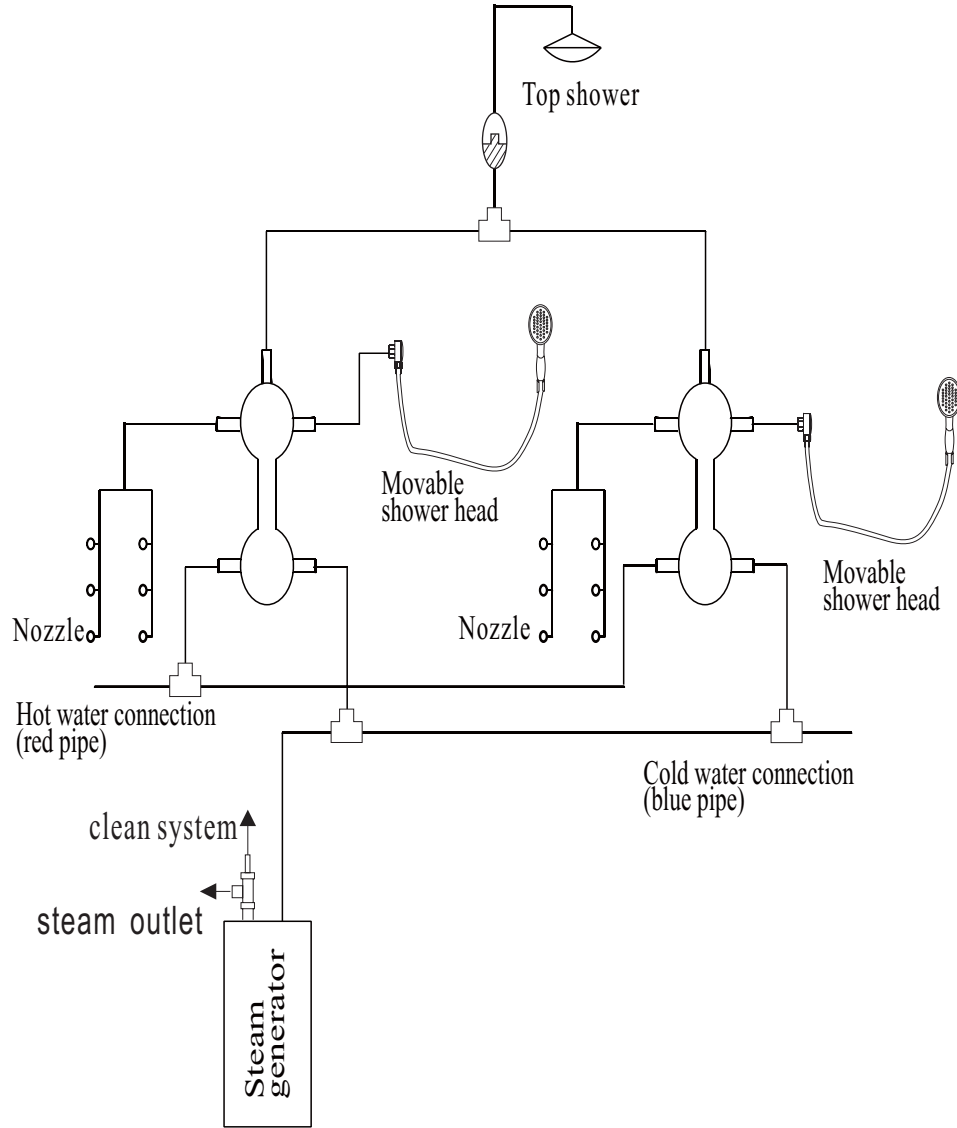 Top shower
Movable
shower head
Movable
shower head
Nozzle
Nozzle
Hot water connection
(red pipe)
Cold water connection
(blue pipe)
clean system
steam outlet
Steam
generator